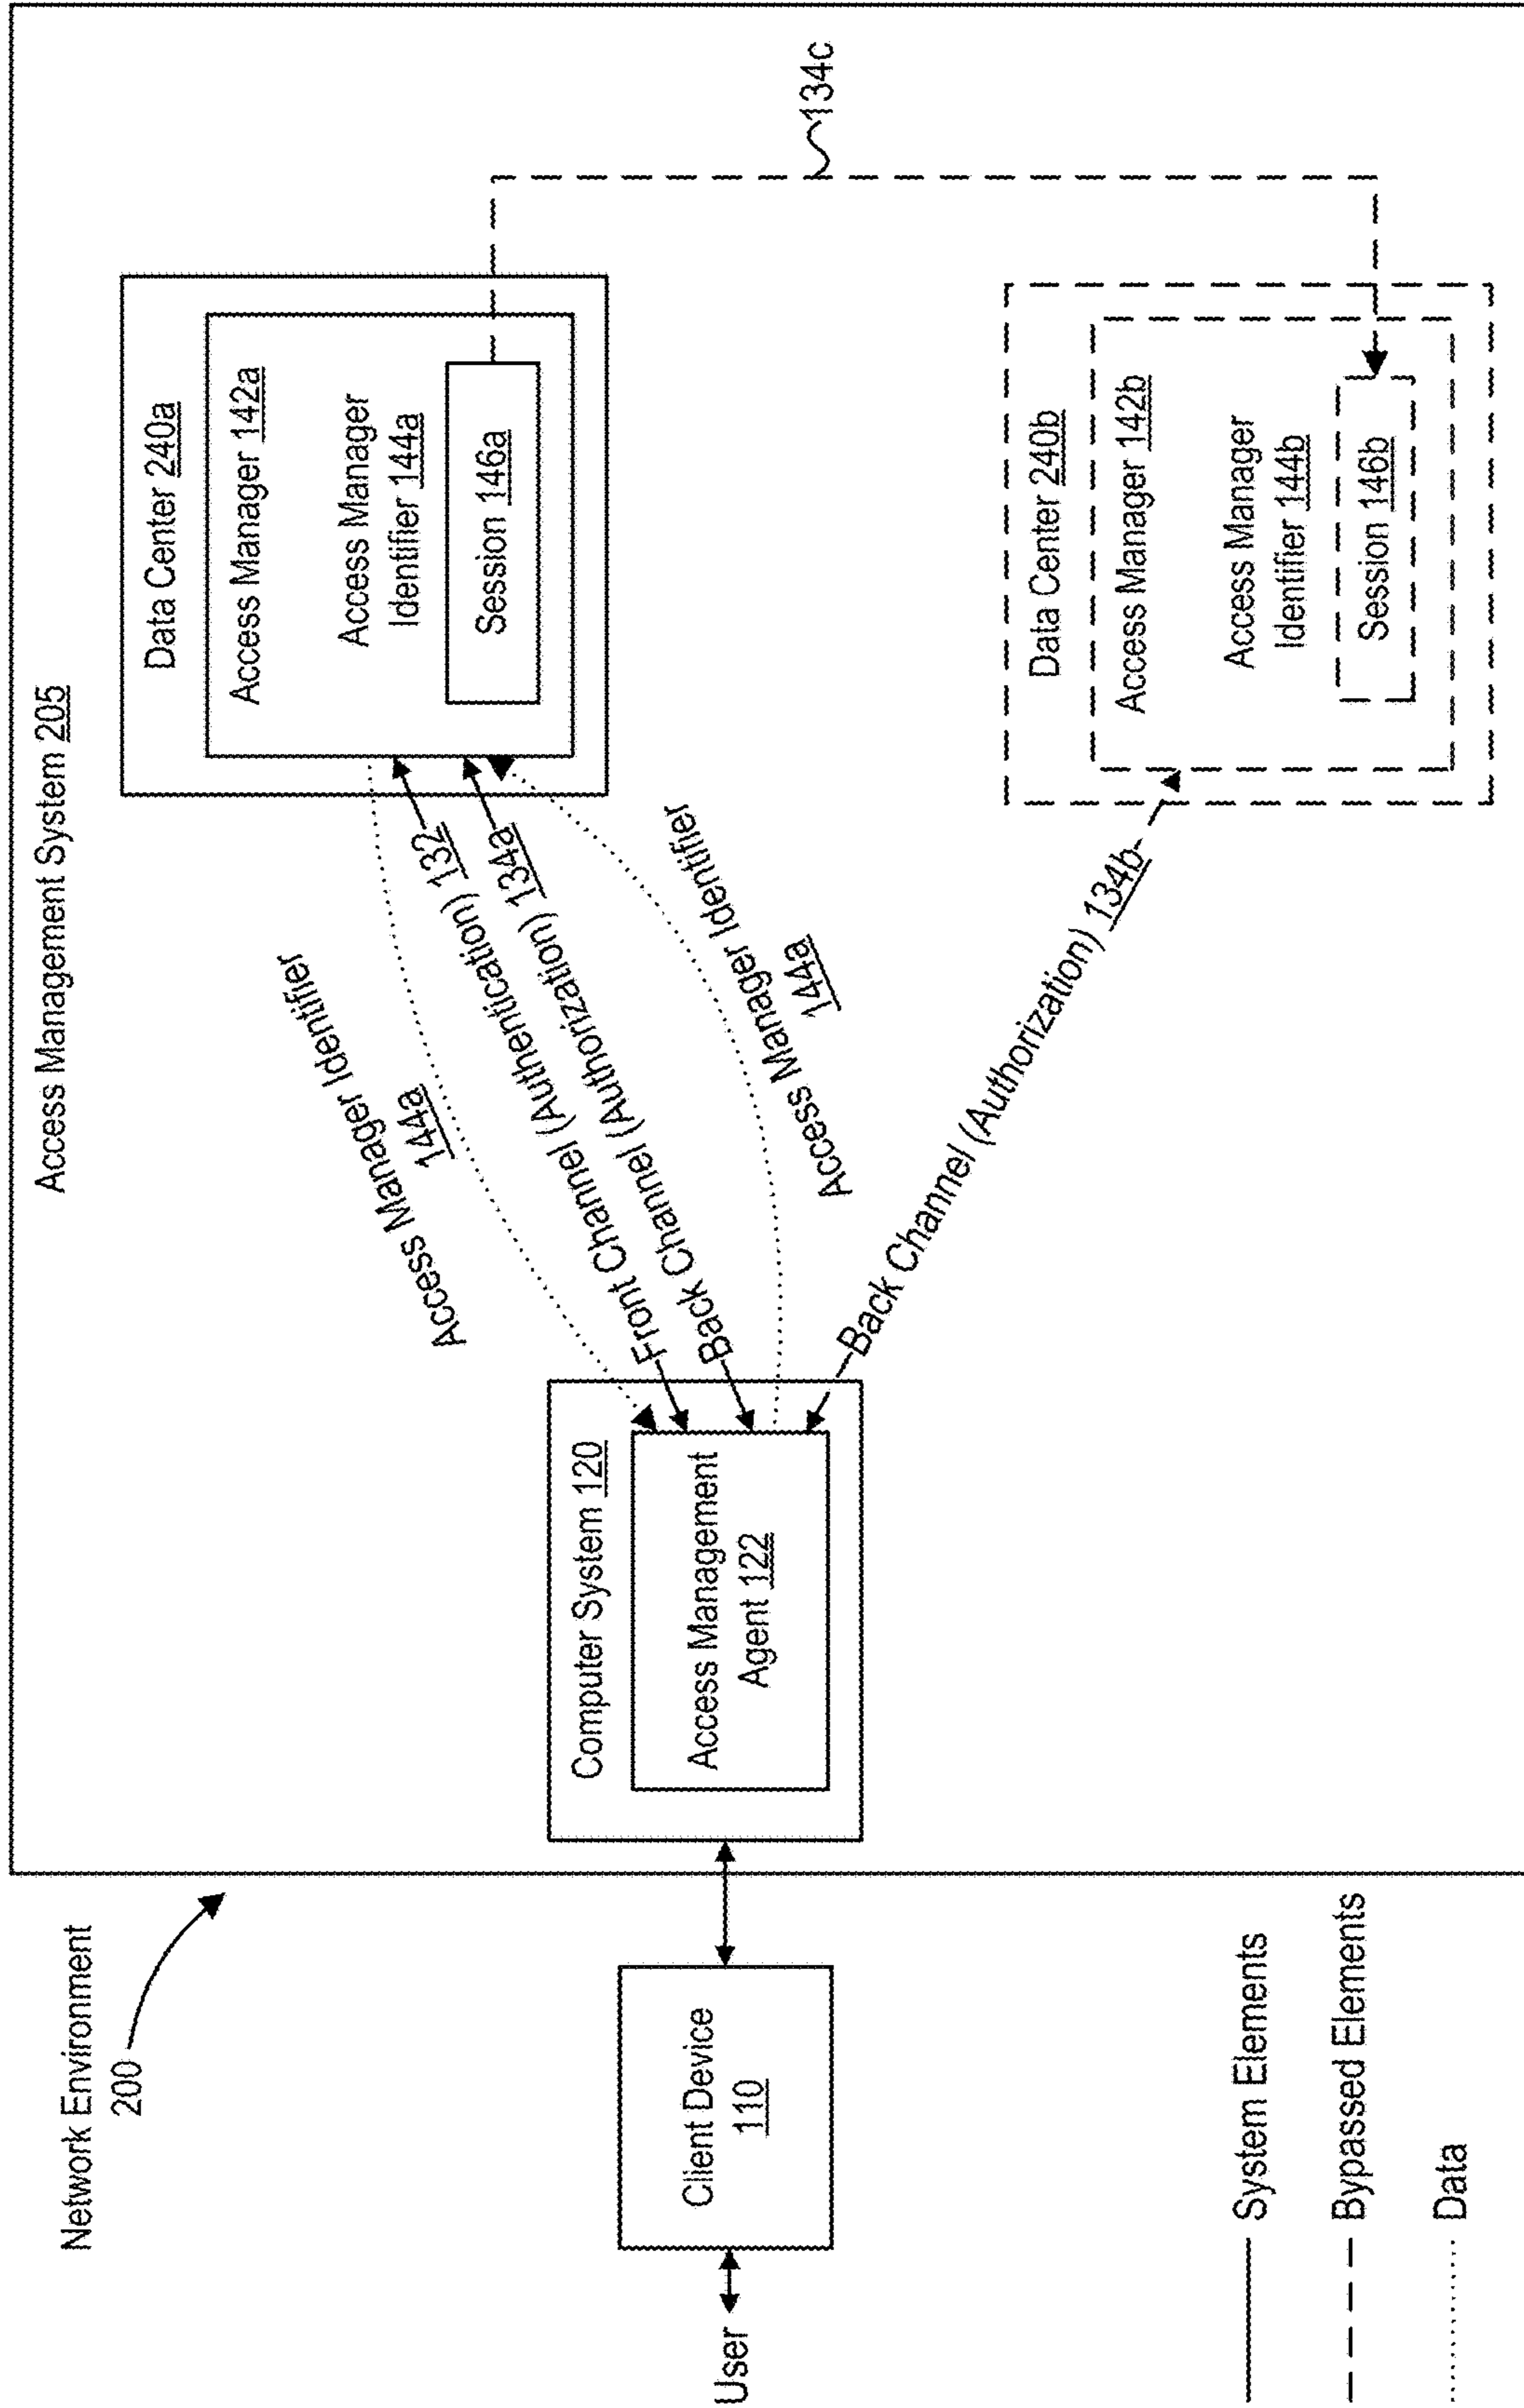 Network Environment
200
Access Management System 205
User
Client Device
110
Computer System 120
Access Management
Agent 122
Access Manager Identifier
144a
Front Channel (Authentication) 132
Back Channel (Authorization) 134a
Access Manager Identifier
144a
Back Channel (Authorization) 134b
Data Center 240a
Access Manager 142a
Access Manager
Identifier 144a
Session 146a
134c
Data Center 240b
Access Manager 142b
Access Manager
Identifier 144b
Session 146b
System Elements
Bypassed Elements
Data